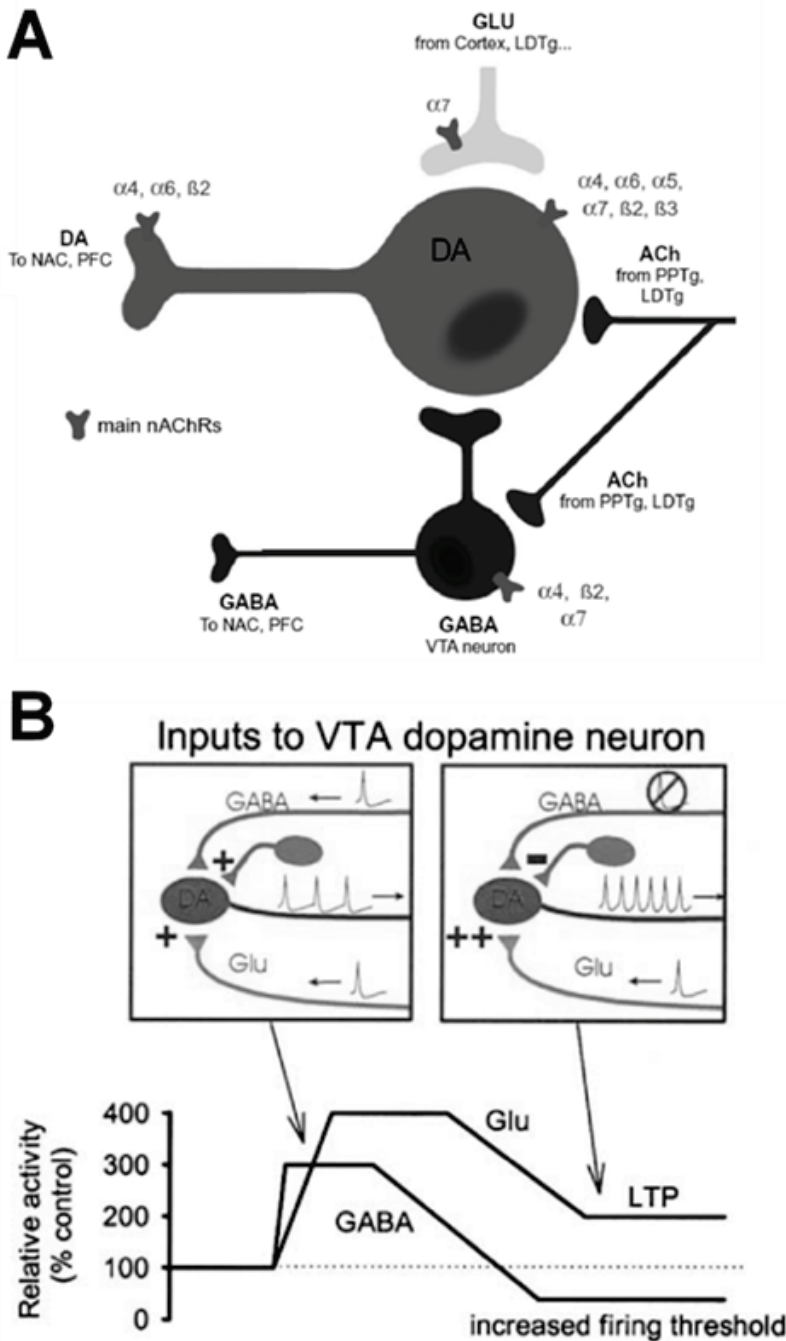 A
GLU
from Cortex, LDTg...
α7
α4, α6, ß2
α4, α6, α5,
α7, ß2, ß3
DA
To NAC, PFC
DA
ACh
from PPTg,
LDTg
main nAChRs
ACh
from PPTg, LDTg
GABA
To NAC, PFC
α4, ß2,
α7
GABA
VTA neuron
B
Inputs to VTA dopamine neuron
GABA
+
DA
+
Glu
GABA
-
DA
++
Glu
Relative activity
(% control)
400
300
200
100
0
Glu
GABA
LTP
increased firing threshold